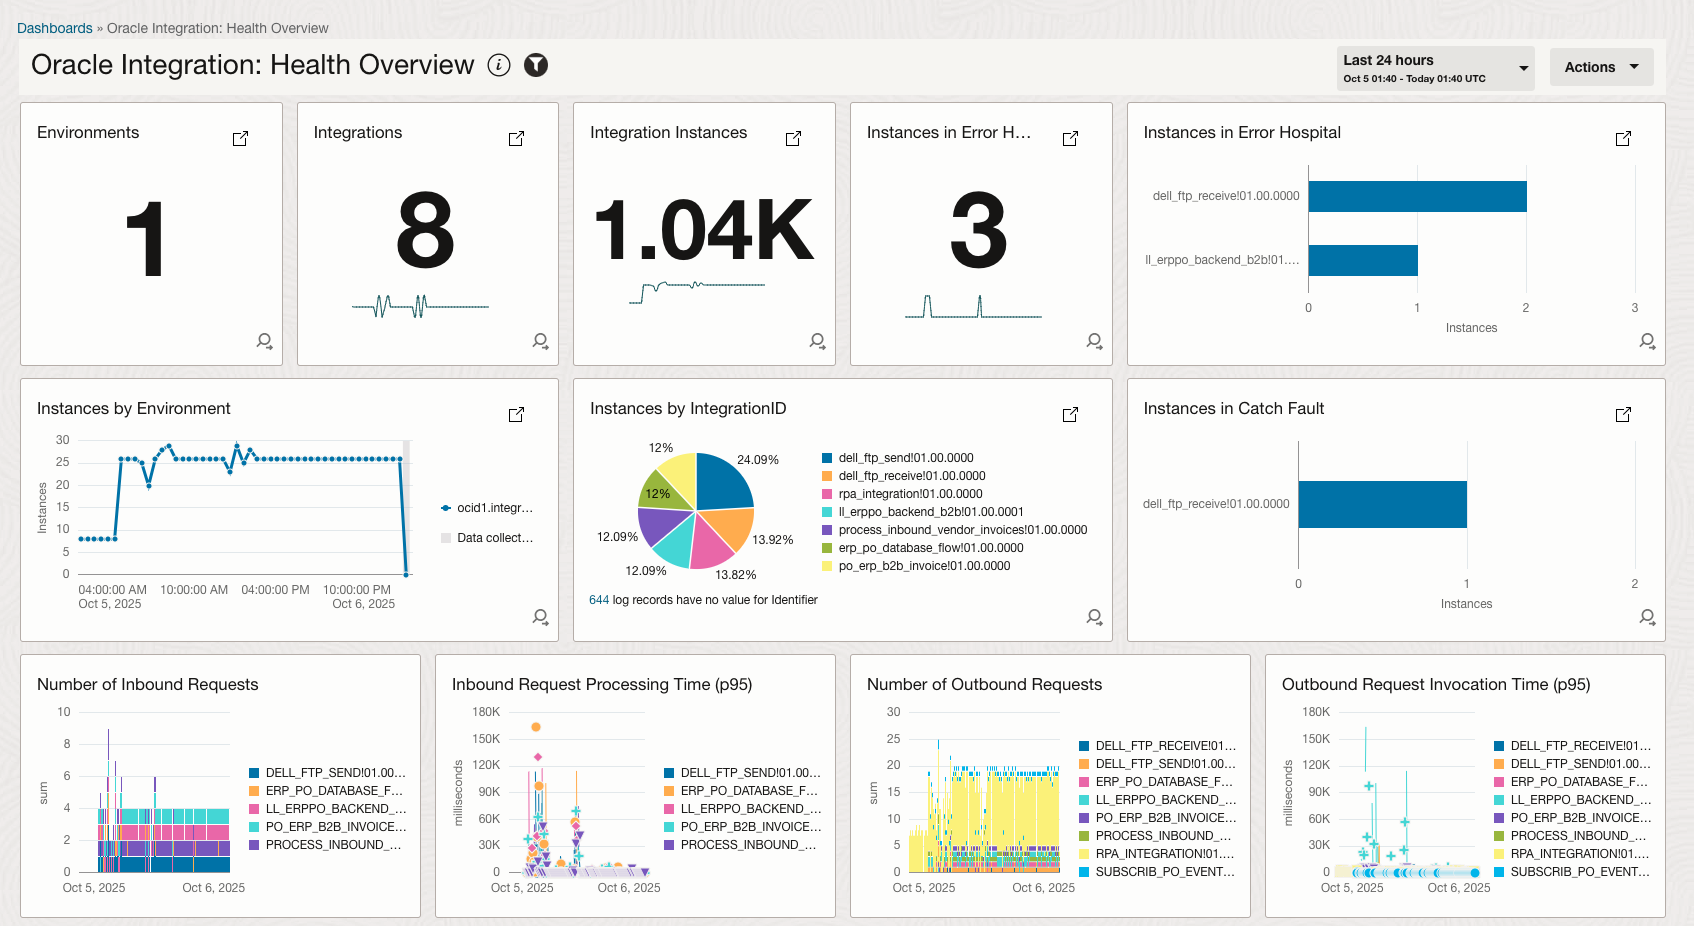 Dashboards » Oracle Integration: Health Overview
Oracle Integration: Health Overview
Last 24 hours
Oct 5 01:40 - Today 01:40 UTC
Actions
Environments
1
Integrations
8
Integration Instances
1.04K
Instances in Error H...
3
Instances in Error Hospital
dell_ftp_receive!01.00.0000
ll_erppo_backend_b2b!01....
0 1 2 3
Instances
Instances by Environment
30
25
20
15
10
5
0
Instances
04:00:00 AM 10:00:00 AM 04:00:00 PM 10:00:00 PM
Oct 5, 2025 Oct 6, 2025
ocid1.integr...
Data collect...
Instances by IntegrationID
12%
24.09%
12%
12.09%
13.92%
12.09%
13.82%
dell_ftp_send!01.00.0000
dell_ftp_receive!01.00.0000
rpa_integration!01.00.0000
ll_erppo_backend_b2b!01.00.0001
process_inbound_vendor_invoices!01.00.0000
erp_po_database_flow!01.00.0000
po_erp_b2b_invoice!01.00.0000
644 log records have no value for Identifier
Instances in Catch Fault
dell_ftp_receive!01.00.0000
0 1 2
Instances
Number of Inbound Requests
10
8
6
4
2
0
sum
Oct 5, 2025 Oct 6, 2025
DELL_FTP_SEND!01.00...
ERP_PO_DATABASE_F...
LL_ERPPO_BACKEND_...
PO_ERP_B2B_INVOICE...
PROCESS_INBOUND_...
Inbound Request Processing Time (p95)
180K
150K
120K
90K
60K
30K
0
milliseconds
Oct 5, 2025 Oct 6, 2025
DELL_FTP_SEND!01.00...
ERP_PO_DATABASE_F...
LL_ERPPO_BACKEND_...
PO_ERP_B2B_INVOICE...
PROCESS_INBOUND_...
Number of Outbound Requests
30
25
20
15
10
5
0
sum
Oct 5, 2025 Oct 6, 2025
DELL_FTP_RECEIVE!01...
DELL_FTP_SEND!01.00...
ERP_PO_DATABASE_F...
LL_ERPPO_BACKEND_...
PO_ERP_B2B_INVOICE...
PROCESS_INBOUND_...
RPA_INTEGRATION!01....
SUBSCRIB_PO_EVENT...
Outbound Request Invocation Time (p95)
180K
150K
120K
90K
60K
30K
0
milliseconds
Oct 5, 2025 Oct 6, 2025
DELL_FTP_RECEIVE!01...
DELL_FTP_SEND!01.00...
ERP_PO_DATABASE_F...
LL_ERPPO_BACKEND_...
PO_ERP_B2B_INVOICE...
PROCESS_INBOUND_...
RPA_INTEGRATION!01....
SUBSCRIB_PO_EVENT...